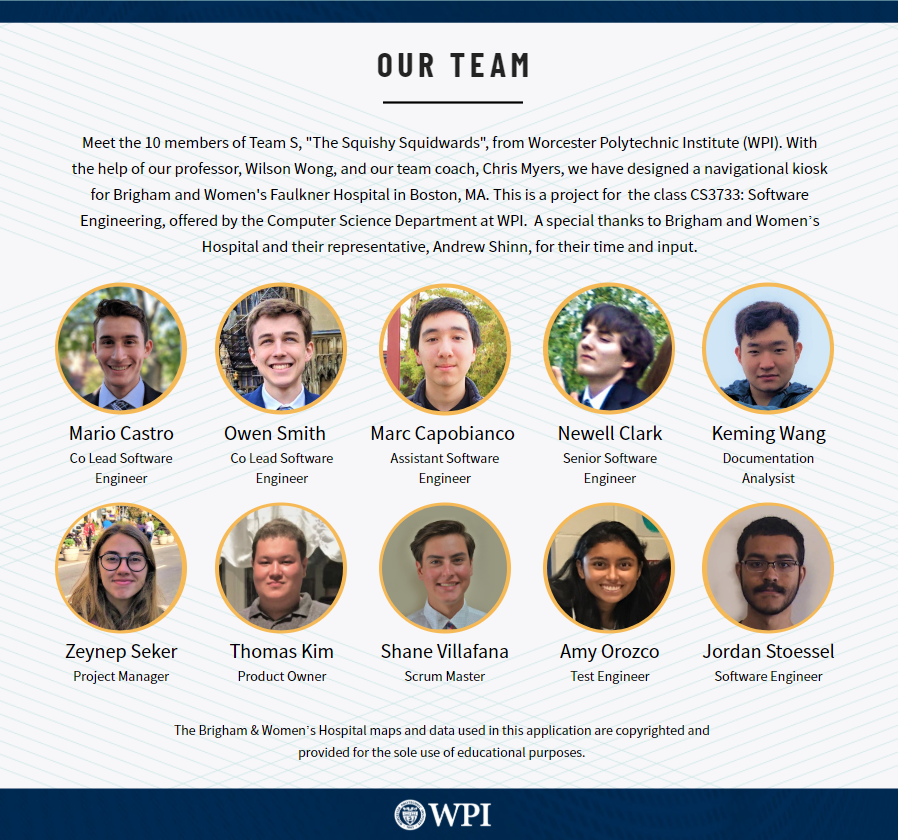 OUR TEAM
Meet the 10 members of Team S, "The Squishy Squidwards", from Worcester Polytechnic Institute (WPI). With
the help of our professor, Wilson Wong, and our team coach, Chris Myers, we have designed a navigational kiosk
for Brigham and Women's Faulkner Hospital in Boston, MA. This is a project for  the class CS3733: Software
Engineering, offered by the Computer Science Department at WPI.  A special thanks to Brigham and Women's
Hospital and their representative, Andrew Shinn, for their time and input.
Mario Castro Owen Smith Marc Capobianco Newell Clark Keming Wang
Co Lead Software Co Lead Software Assistant Software Senior Software Documentation
Engineer Engineer Engineer Engineer Analysist
Zeynep Seker Thomas Kim Shane Villafana Amy Orozco Jordan Stoessel
Project Manager Product Owner Scrum Master Test Engineer Software Engineer
The Brigham & Women's Hospital maps and data used in this application are copyrighted and
provided for the sole use of educational purposes.
WPI